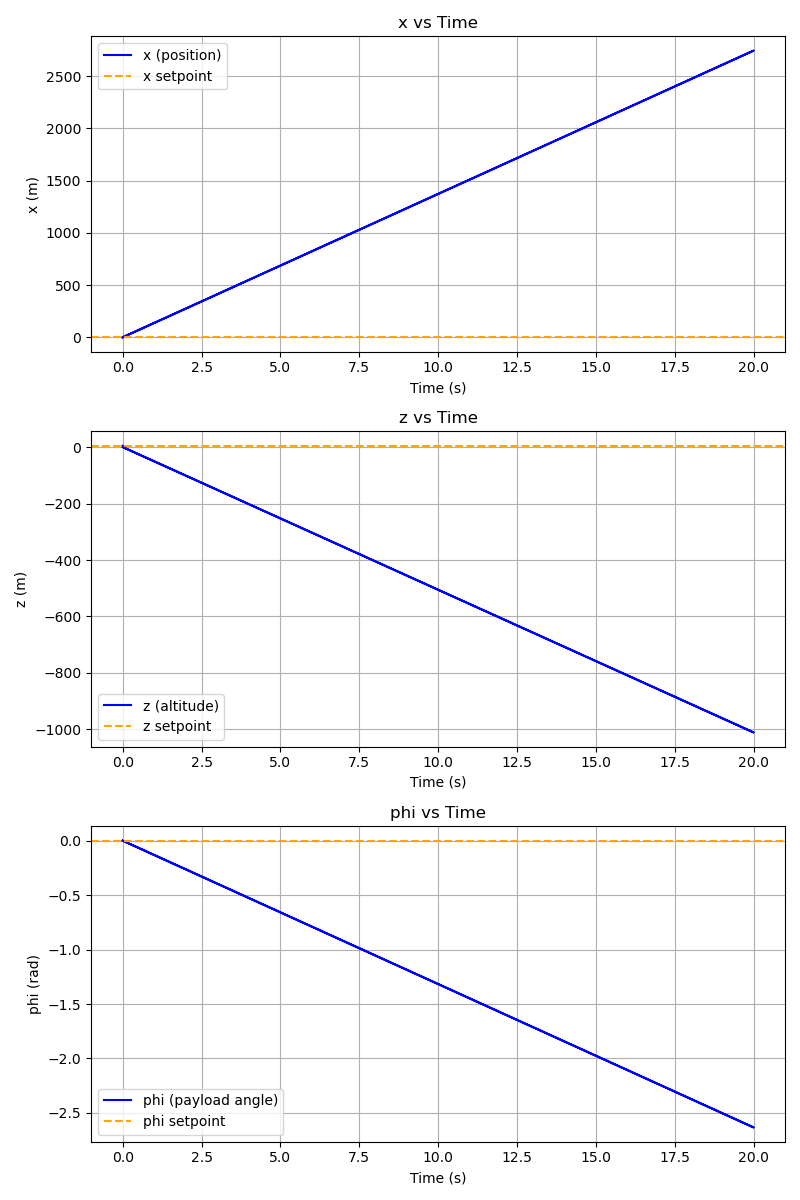 x vs Time
x (position)
x setpoint
2500
2000
1500
1000
500
0
x (m)
0.0 2.5 5.0 7.5 10.0 12.5 15.0 17.5 20.0
Time (s)
z vs Time
0
−200
−400
−600
−800
−1000
z (m)
z (altitude)
z setpoint
0.0 2.5 5.0 7.5 10.0 12.5 15.0 17.5 20.0
Time (s)
phi vs Time
0.0
−0.5
−1.0
−1.5
−2.0
−2.5
phi (rad)
phi (payload angle)
phi setpoint
0.0 2.5 5.0 7.5 10.0 12.5 15.0 17.5 20.0
Time (s)